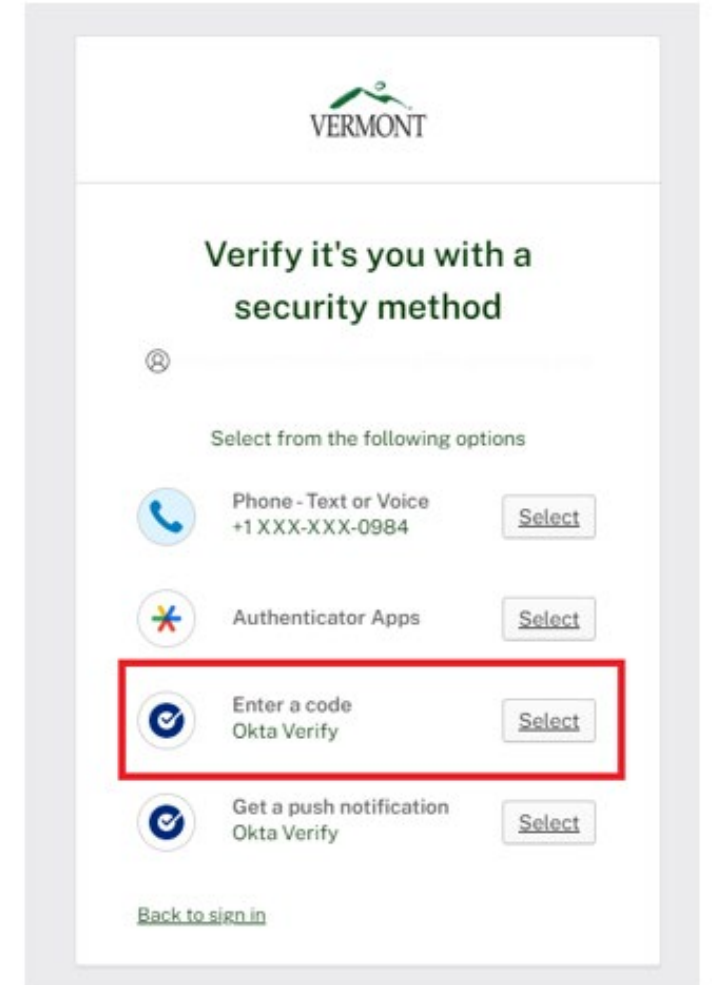 VERMONT
Verify it's you with a
security method
Select from the following options
Phone - Text or Voice
+1 XXX-XXX-0984
Select
Authenticator Apps
Select
Enter a code
Okta Verify
Select
Get a push notification
Okta Verify
Select
Back to sign in